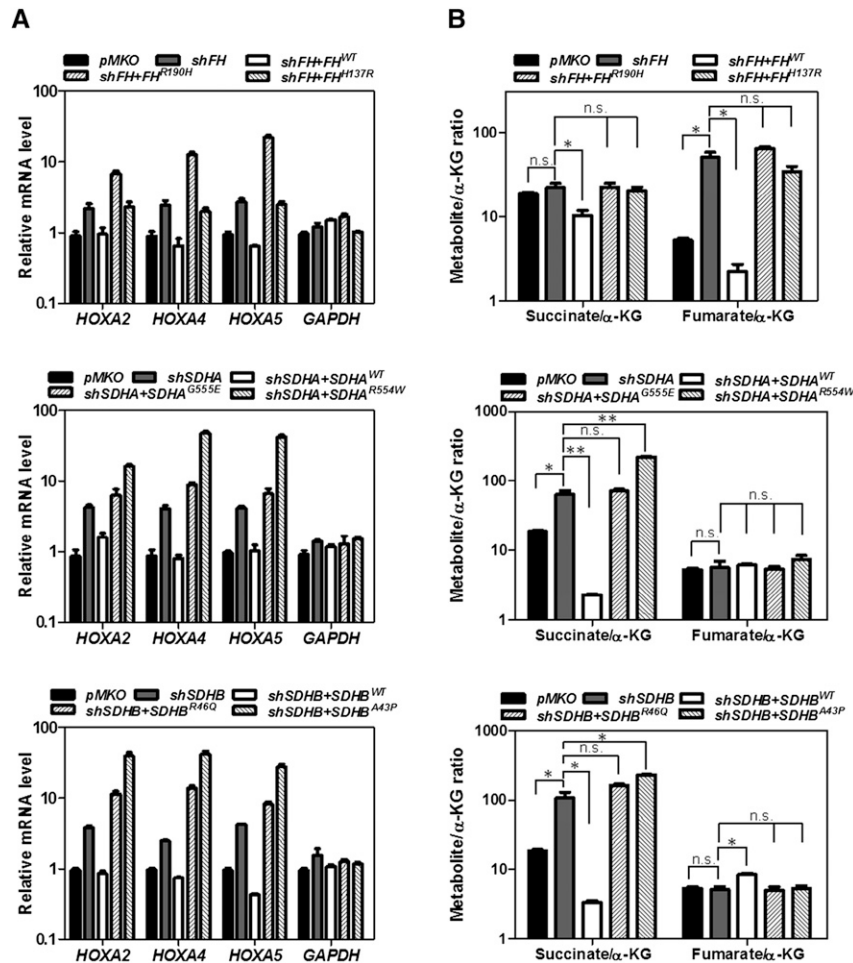 A
pMKO shFH shFH+FH^WT
shFH+FH^R190H shFH+FH^H137R
Relative mRNA level
100
10
1
0.1
HOXA2 HOXA4 HOXA5 GAPDH
pMKO shSDHA shSDHA+SDHA^WT
shSDHA+SDHA^G555E shSDHA+SDHA^R554W
Relative mRNA level
100
10
1
0.1
HOXA2 HOXA4 HOXA5 GAPDH
pMKO shSDHB shSDHB+SDHB^WT
shSDHB+SDHB^R46Q shSDHB+SDHB^A43P
Relative mRNA level
100
10
1
0.1
HOXA2 HOXA4 HOXA5 GAPDH
B
pMKO shFH shFH+FH^WT
shFH+FH^R190H shFH+FH^H137R
Metabolite/α-KG ratio
100
10
1
n.s. n.s.
n.s. * * *
Succinate/α-KG Fumarate/α-KG
pMKO shSDHA shSDHA+SDHA^WT
shSDHA+SDHA^G555E shSDHA+SDHA^R554W
Metabolite/α-KG ratio
1000
100
10
1
**
n.s.
* **
n.s.
n.s.
Succinate/α-KG Fumarate/α-KG
pMKO shSDHB shSDHB+SDHB^WT
shSDHB+SDHB^R46Q shSDHB+SDHB^A43P
Metabolite/α-KG ratio
1000
100
10
1
*
n.s.
* *
n.s.
n.s. *
Succinate/α-KG Fumarate/α-KG